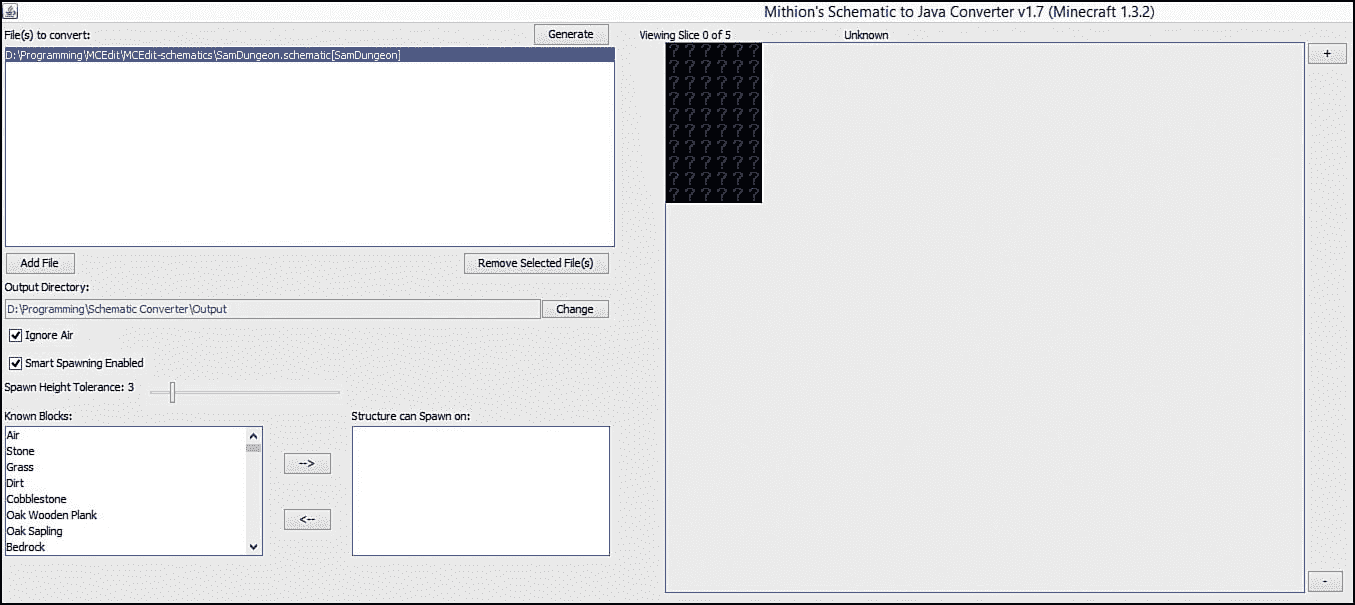 Mithion's Schematic to Java Converter v1.7 (Minecraft 1.3.2)
File(s) to convert:
Generate
D:\Programming\MCEdit\MCEdit-schematics\SamDungeon.schematic[SamDungeon]
Add File
Remove Selected File(s)
Output Directory:
D:\Programming\Schematic Converter\Output
Change
Ignore Air
Smart Spawning Enabled
Spawn Height Tolerance: 3
Known Blocks:
Air
Stone
Grass
Dirt
Cobblestone
Oak Wooden Plank
Oak Sapling
Bedrock
-->
<--
Structure can Spawn on:
Viewing Slice 0 of 5
Unknown
? ? ? ? ? ?
? ? ? ? ? ?
? ? ? ? ? ?
? ? ? ? ? ?
? ? ? ? ? ?
? ? ? ? ? ?
? ? ? ? ? ?
? ? ? ? ? ?
? ? ? ? ? ?
? ? ? ? ? ?
+
-